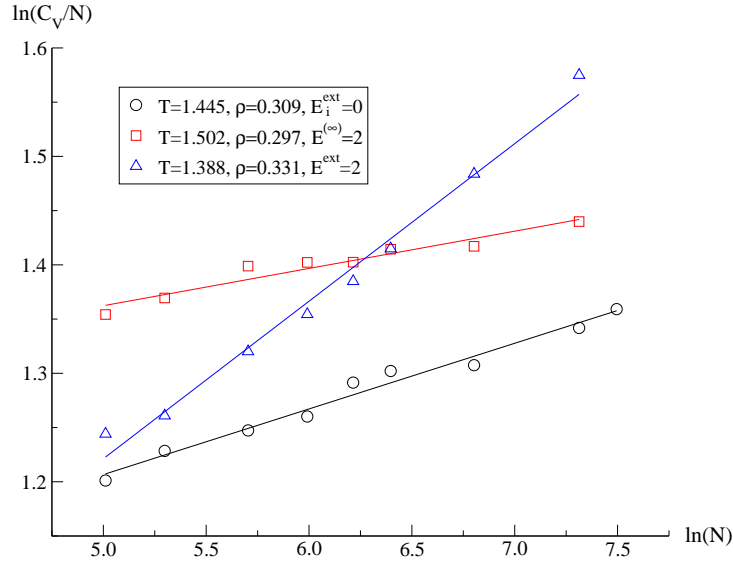 ln(C_V/N)
1.6
T=1.445, ρ=0.309, E_i^ext=0
T=1.502, ρ=0.297, E^(∞)=2
T=1.388, ρ=0.331, E^ext=2
1.5
1.4
1.3
1.2
5.0 5.5 6.0 6.5 7.0 7.5 ln(N)